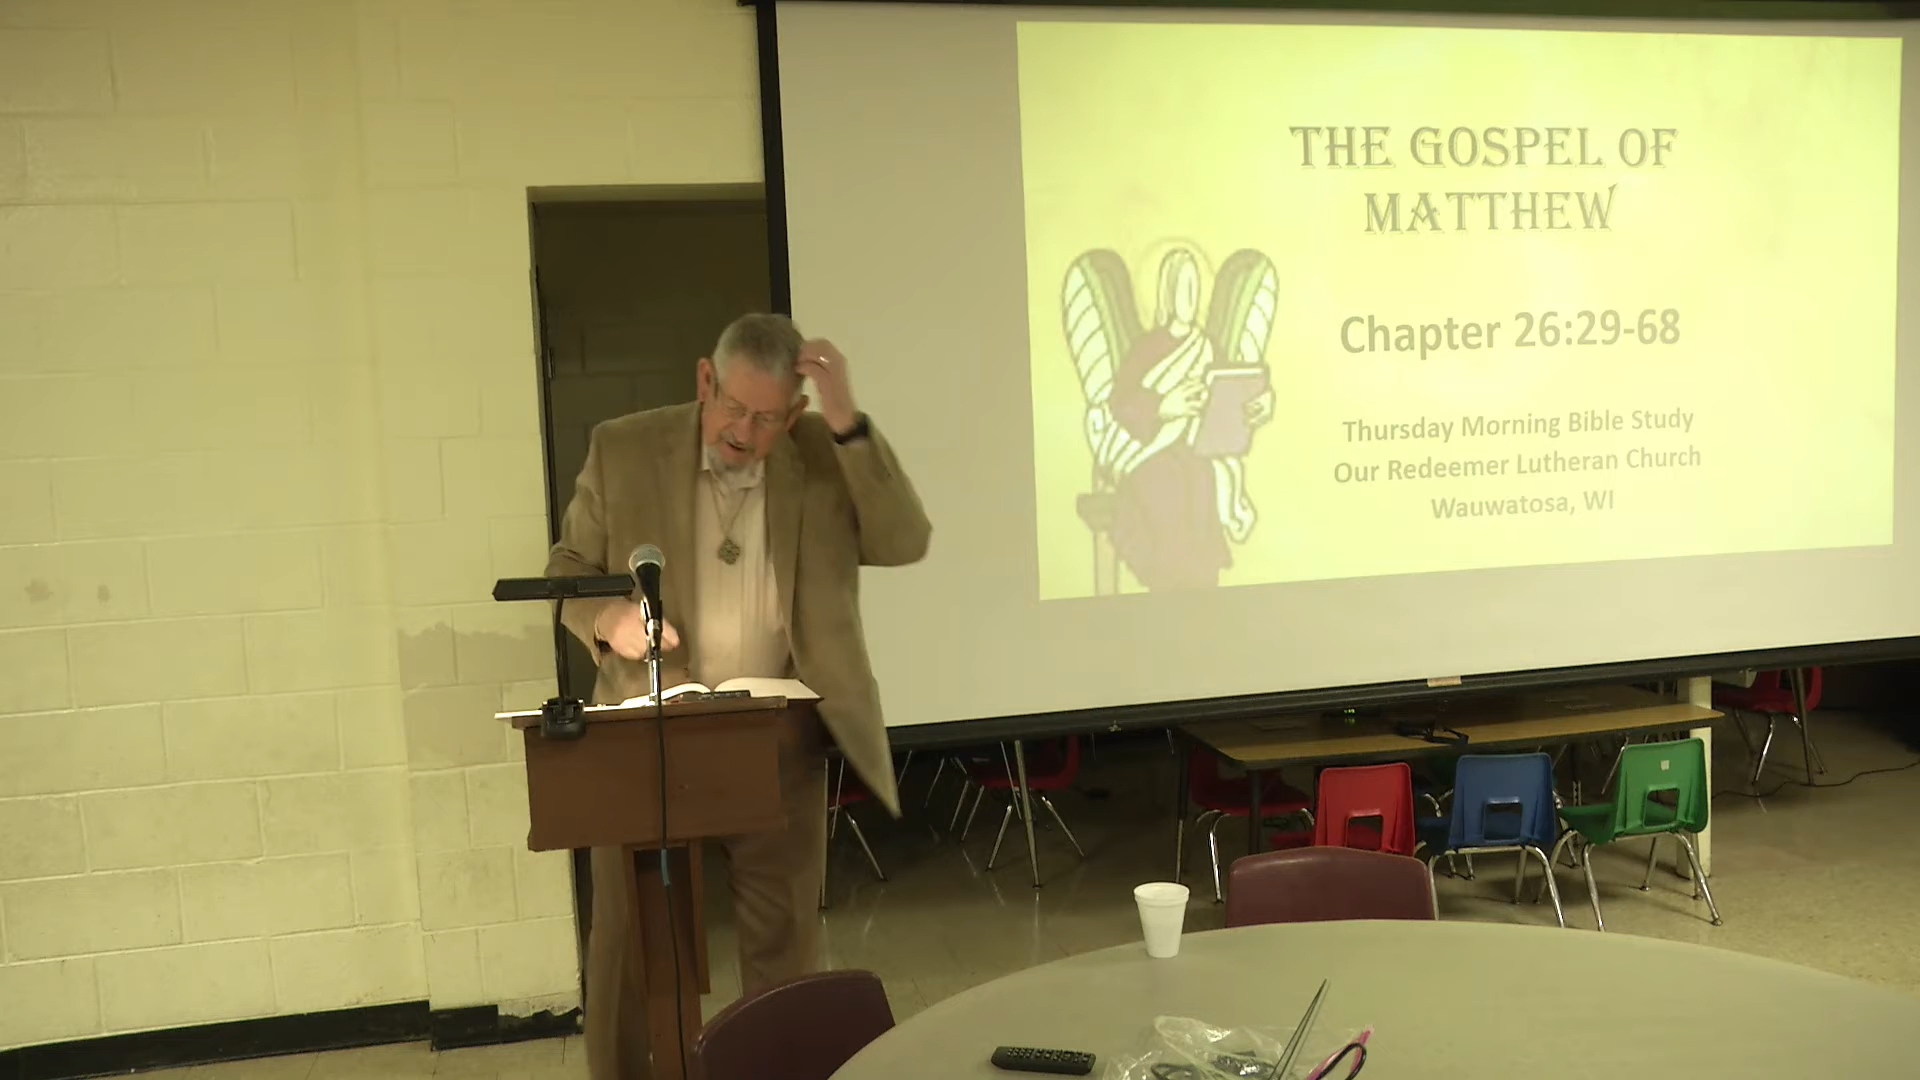 THE GOSPEL OF
MATTHEW
Chapter 26:29-68
Thursday Morning Bible Study
Our Redeemer Lutheran Church
Wauwatosa, WI